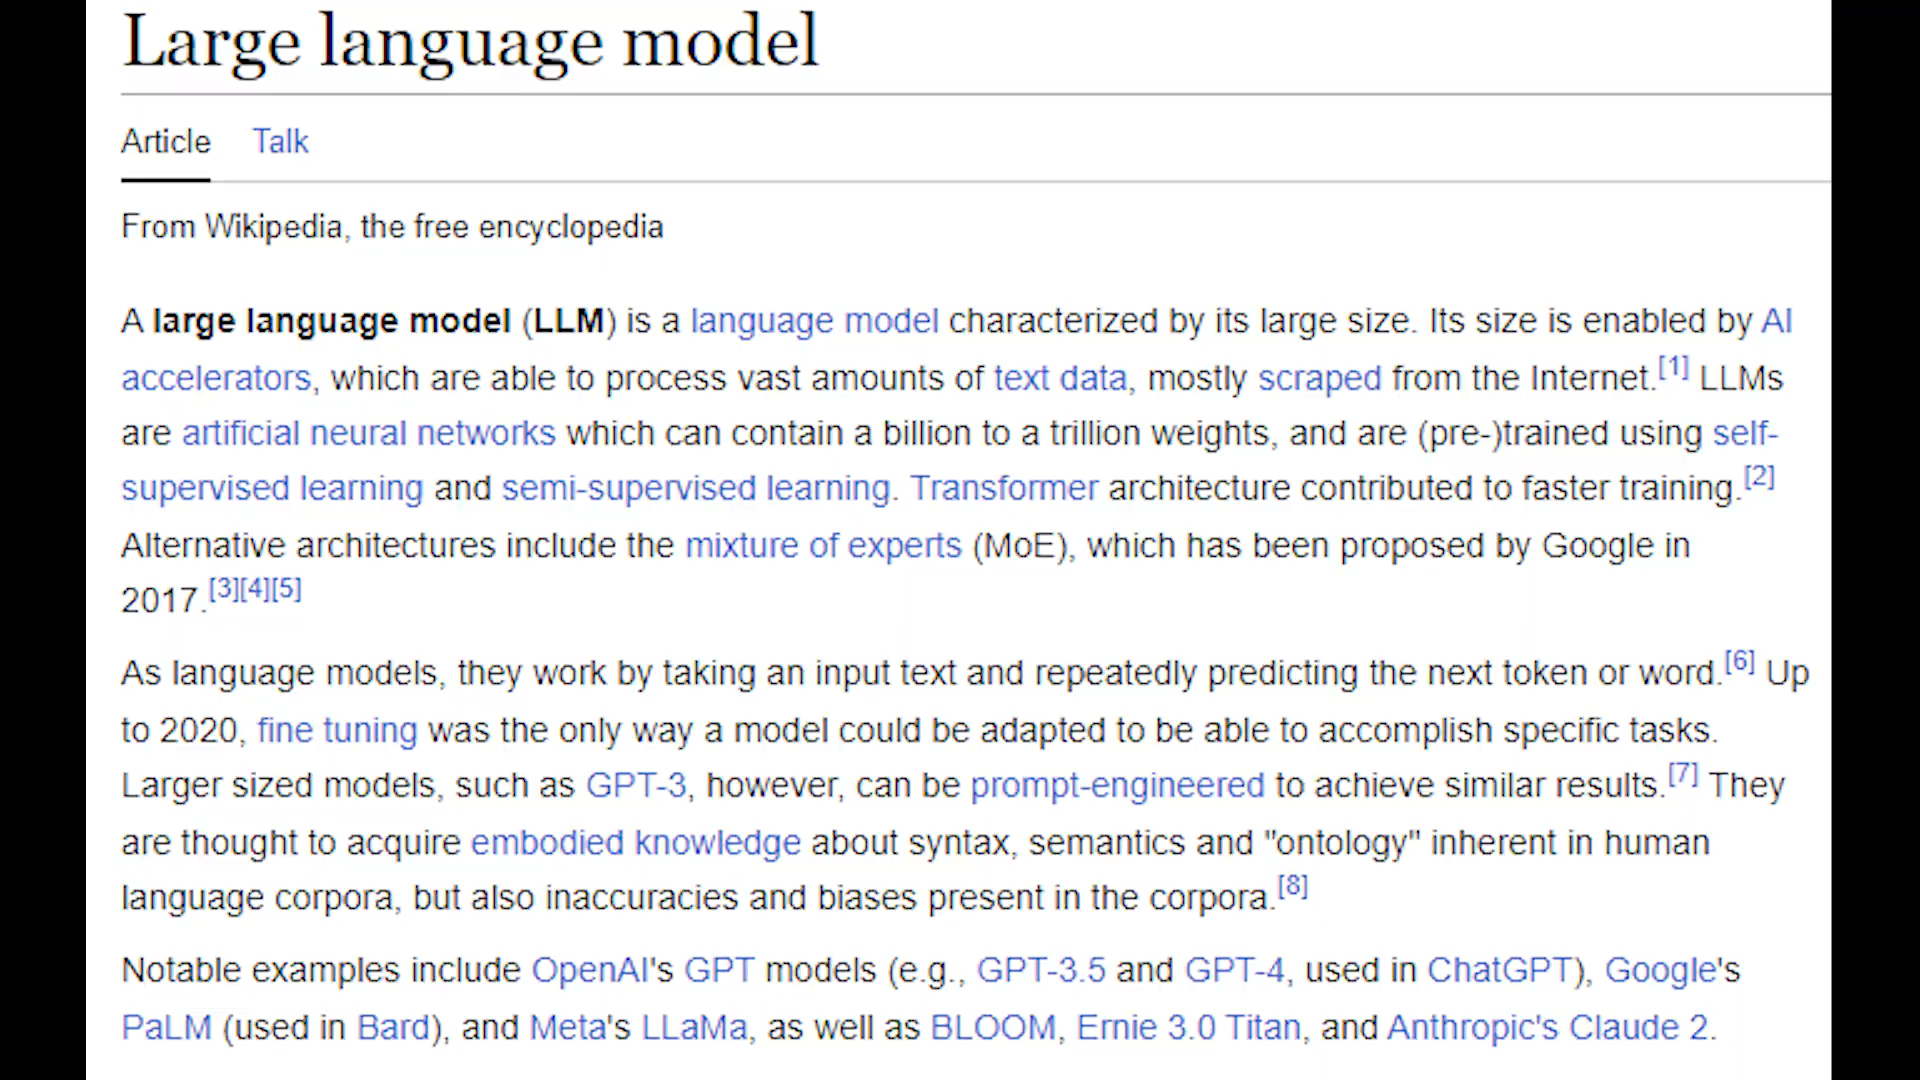 Large language model
Article Talk
From Wikipedia, the free encyclopedia
A large language model (LLM) is a language model characterized by its large size. Its size is enabled by AI
accelerators, which are able to process vast amounts of text data, mostly scraped from the Internet.[1] LLMs
are artificial neural networks which can contain a billion to a trillion weights, and are (pre-)trained using self-
supervised learning and semi-supervised learning. Transformer architecture contributed to faster training.[2]
Alternative architectures include the mixture of experts (MoE), which has been proposed by Google in
2017.[3][4][5]
As language models, they work by taking an input text and repeatedly predicting the next token or word.[6] Up
to 2020, fine tuning was the only way a model could be adapted to be able to accomplish specific tasks.
Larger sized models, such as GPT-3, however, can be prompt-engineered to achieve similar results.[7] They
are thought to acquire embodied knowledge about syntax, semantics and "ontology" inherent in human
language corpora, but also inaccuracies and biases present in the corpora.[8]
Notable examples include OpenAI's GPT models (e.g., GPT-3.5 and GPT-4, used in ChatGPT), Google's
PaLM (used in Bard), and Meta's LLaMa, as well as BLOOM, Ernie 3.0 Titan, and Anthropic's Claude 2.